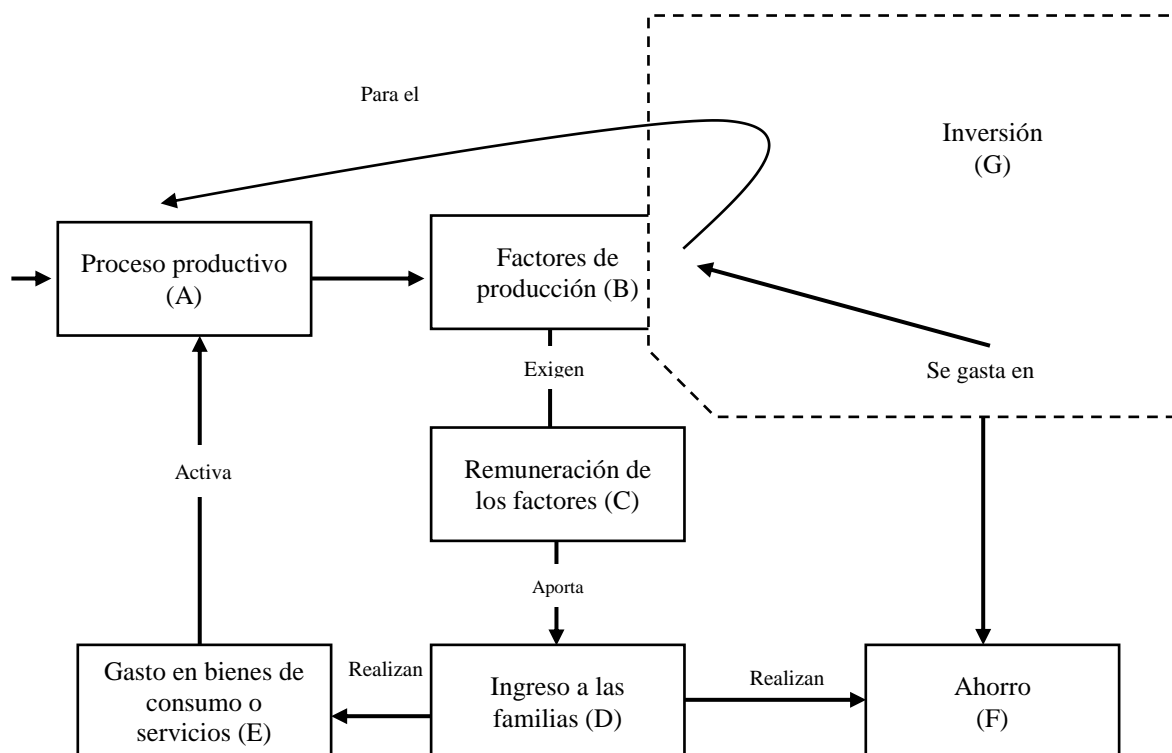 Para el
Inversión
(G)
Proceso productivo
(A)
Factores de
producción (B)
Exigen
Se gasta en
Activa
Remuneración de
los factores (C)
Aporta
Gasto en bienes de
consumo o
servicios (E)
Realizan
Ingreso a las
familias (D)
Realizan
Ahorro
(F)